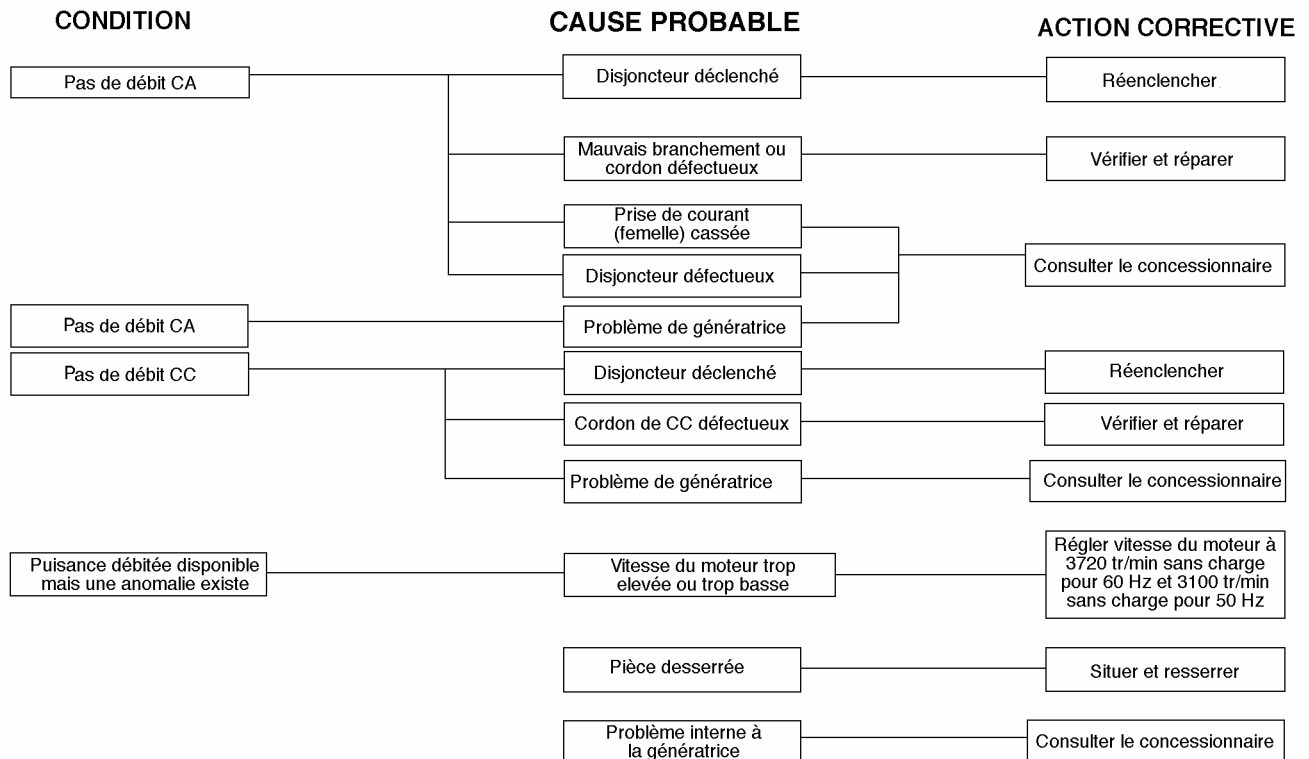 CONDITION
CAUSE PROBABLE
ACTION CORRECTIVE
Pas de débit CA
Disjoncteur déclenché
Réenclencher
Mauvais branchement ou
cordon défectueux
Vérifier et réparer
Prise de courant
(femelle) cassée
Disjoncteur défectueux
Consulter le concessionnaire
Pas de débit CA
Problème de génératrice
Pas de débit CC
Disjoncteur déclenché
Réenclencher
Cordon de CC défectueux
Vérifier et réparer
Problème de génératrice
Consulter le concessionnaire
Puisance débitée disponible
mais une anomalie existe
Vitesse du moteur trop
elevée ou trop basse
Régler vitesse du moteur à
3720 tr/min sans charge
pour 60 Hz et 3100 tr/min
sans charge pour 50 Hz
Pièce desserrée
Situer et resserrer
Problème interne à
la génératrice
Consulter le concessionnaire